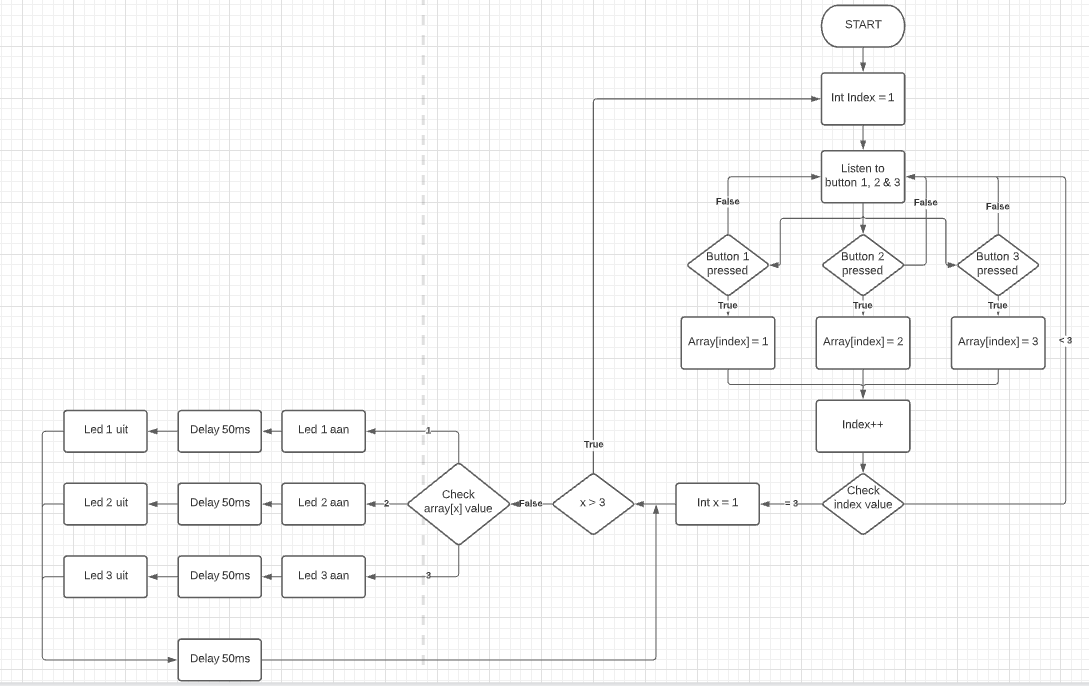 START
Int Index = 1
Listen to
button 1, 2 & 3
False
False
False
Button 1
pressed
Button 2
pressed
Button 3
pressed
True
True
True
Array[index] = 1
Array[index] = 2
Array[index] = 3
< 3
Index++
Check
index value
= 3
Int x = 1
x > 3
True
False
Check
array[x] value
1
2
3
Led 1 aan
Delay 50ms
Led 1 uit
Led 2 aan
Delay 50ms
Led 2 uit
Led 3 aan
Delay 50ms
Led 3 uit
Delay 50ms